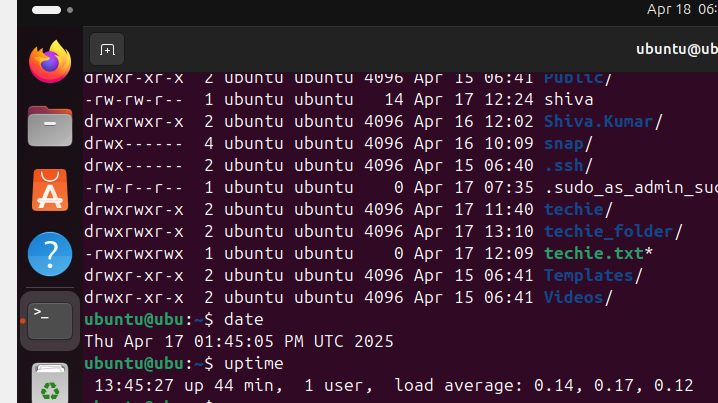 Apr 18 06:
ubuntu@ub
drwxr-xr-x 2 ubuntu ubuntu 4096 Apr 15 06:41 Public/
-rw-rw-r-- 1 ubuntu ubuntu 14 Apr 17 12:24 shiva
drwxrwxr-x 2 ubuntu ubuntu 4096 Apr 16 12:02 Shiva.Kumar/
drwx------ 4 ubuntu ubuntu 4096 Apr 16 10:09 snap/
drwx------ 2 ubuntu ubuntu 4096 Apr 15 06:40 .ssh/
-rw-r--r-- 1 ubuntu ubuntu 0 Apr 17 07:35 .sudo_as_admin_suc
drwxrwxr-x 2 ubuntu ubuntu 4096 Apr 17 11:40 techie/
drwxrwxr-x 2 ubuntu ubuntu 4096 Apr 17 13:10 techie_folder/
-rwxrwxrwx 1 ubuntu ubuntu 0 Apr 17 12:09 techie.txt*
drwxr-xr-x 2 ubuntu ubuntu 4096 Apr 15 06:41 Templates/
drwxr-xr-x 2 ubuntu ubuntu 4096 Apr 15 06:41 Videos/
ubuntu@ubu:~$ date
Thu Apr 17 01:45:05 PM UTC 2025
ubuntu@ubu:~$ uptime
13:45:27 up 44 min, 1 user, load average: 0.14, 0.17, 0.12